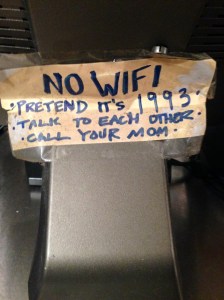 NO WIFI
• PRETEND IT'S 1993
• TALK TO EACH OTHER •
• CALL YOUR MOM •